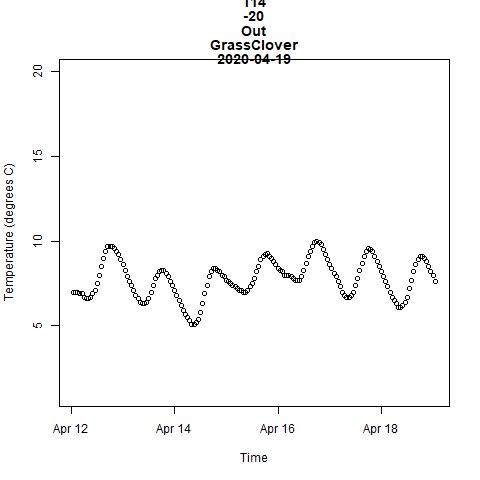 T14
-20
Out
GrassClover
2020-04-19
20
15
10
5
Temperature (degrees C)
Apr 12
Apr 14
Apr 16
Apr 18
Time